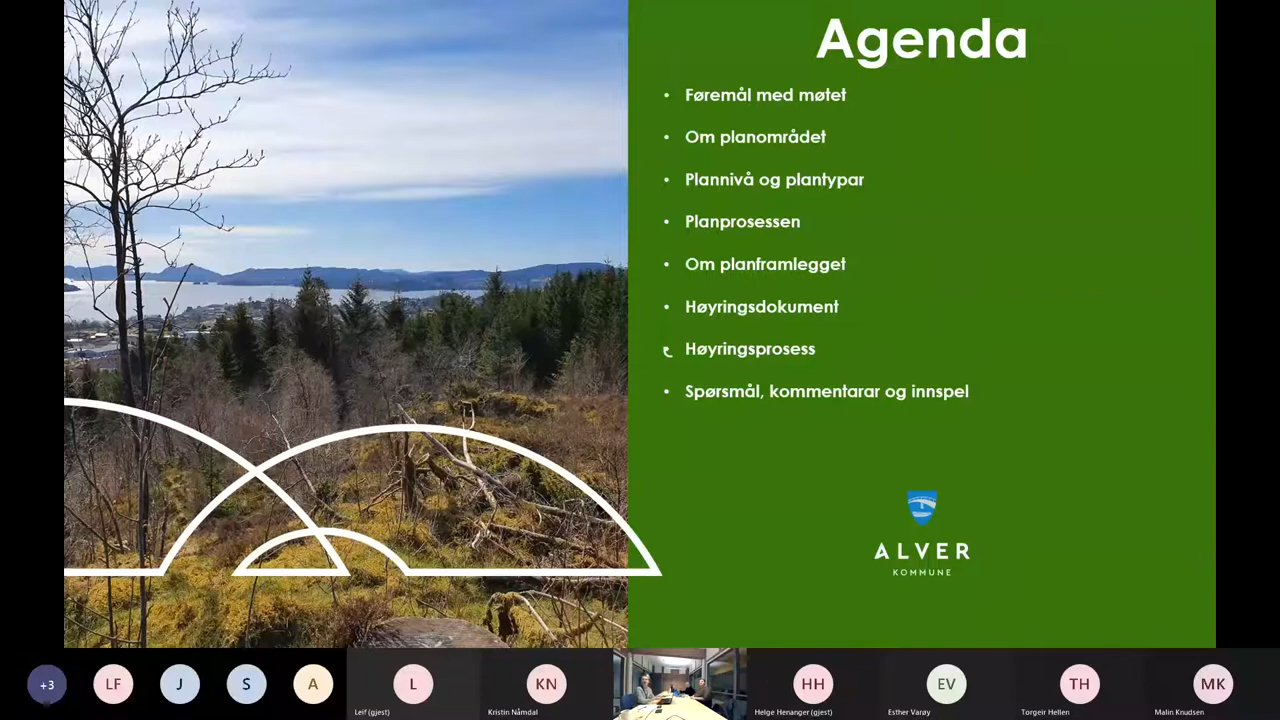 Agenda
• Føremål med møtet
• Om planområdet
• Plannivå og plantypar
• Planprosessen
• Om planframlegget
• Høyringsdokument
Høyringsprosess
• Spørsmål, kommentarar og innspel
ALVER
KOMMUNE
+3
LF
J
S
A
L
KN
HH
EV
TH
MK
Leif (gjest)
Kristin Nåmdal
Helge Henanger (gjest)
Esther Varøy
Torgeir Hellen
Malin Knudsen